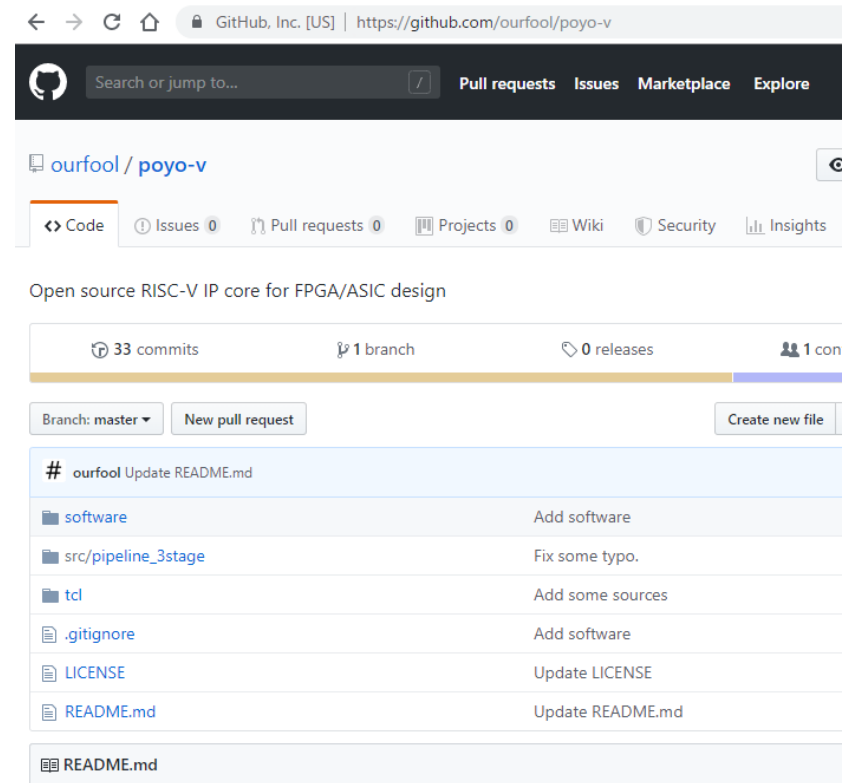 GitHub, Inc. [US] | https://github.com/ourfool/poyo-v
Search or jump to... / Pull requests Issues Marketplace Explore
ourfool / poyo-v
Code Issues 0 Pull requests 0 Projects 0 Wiki Security Insights
Open source RISC-V IP core for FPGA/ASIC design
33 commits 1 branch 0 releases 1 con
Branch: master New pull request Create new file
# ourfool Update README.md
software Add software
src/pipeline_3stage Fix some typo.
tcl Add some sources
.gitignore Add software
LICENSE Update LICENSE
README.md Update README.md
README.md